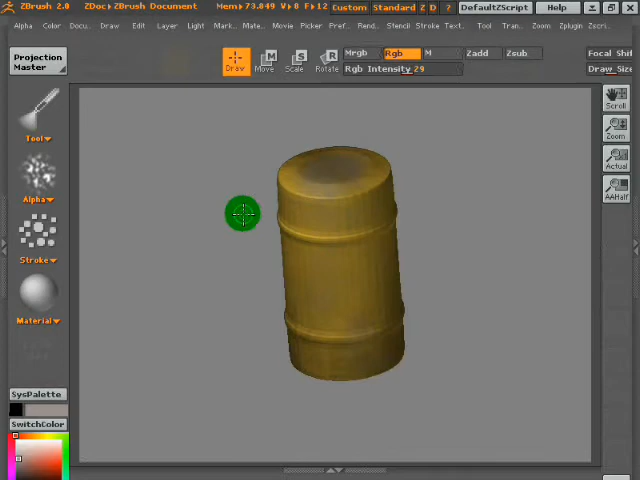 ZBrush 2.0 ZDoc▸ZBrush Document Mem▸73.849 V▸8 F▸12 Custom Standard Z D ? DefaultZScript Help
Alpha Color Docu... Draw Edit Layer Light Mark... Mate... Movie Picker Pref... Rend.. Stencil Stroke Text.. Tool Tran.. Zoom Zplugin Zscri..
Projection Master
Draw Move Scale Rotate
Mrgb Rgb M Zadd Zsub Focal Shif
Rgb Intensity 29 Draw Size
Tool▾
Alpha▾
Stroke▾
Material▾
SysPalette
SwitchColor
Scroll
Zoom
Actual
AAHalf